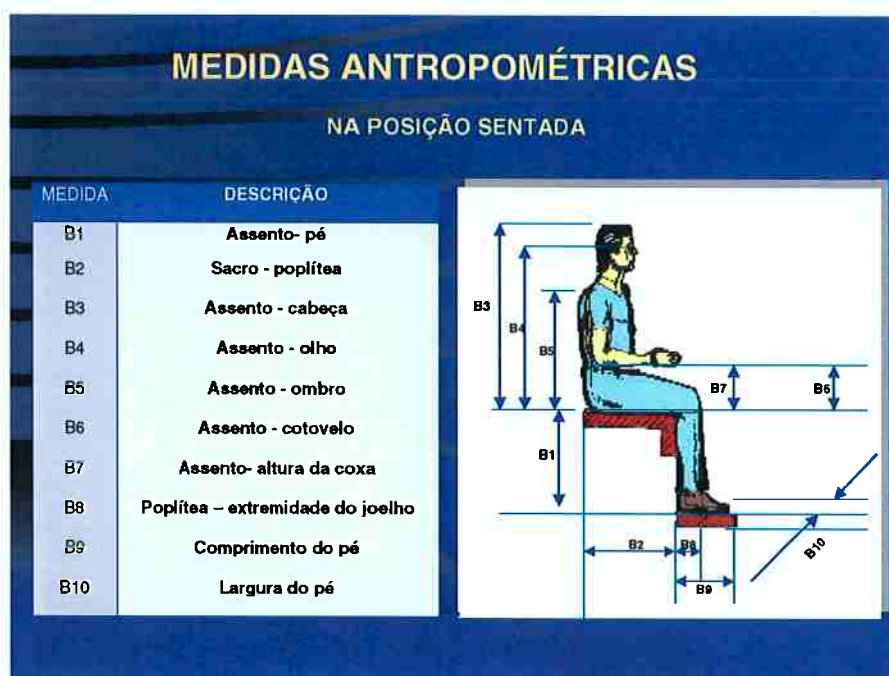 MEDIDAS ANTROPOMÉTRICAS
NA POSIÇÃO SENTADA
MEDIDA DESCRIÇÃO
B1 Assento- pé
B2 Sacro - poplítea
B3 Assento - cabeça
B4 Assento - olho
B5 Assento - ombro
B6 Assento - cotovelo
B7 Assento- altura da coxa
B8 Poplítea – extremidade do joelho
B9 Comprimento do pé
B10 Largura do pé
B3
B4
B5
B7
B6
B1
B2
B8
B9
B10